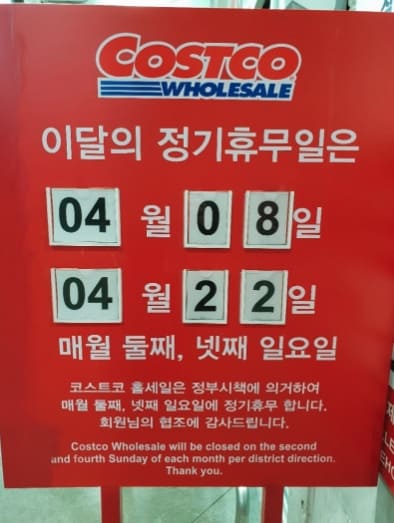 COSTCO
WHOLESALE
이달의 정기휴무일은
04 월 08일
04 월 22일
매월 둘째, 넷째 일요일
코스트코 홀세일은 정부시책에 의거하여
매월 둘째, 넷째 일요일에 정기휴무 합니다.
회원님의 협조에 감사드립니다.
Costco Wholesale will be closed on the second
and fourth Sunday of each month per district direction.
Thank you.